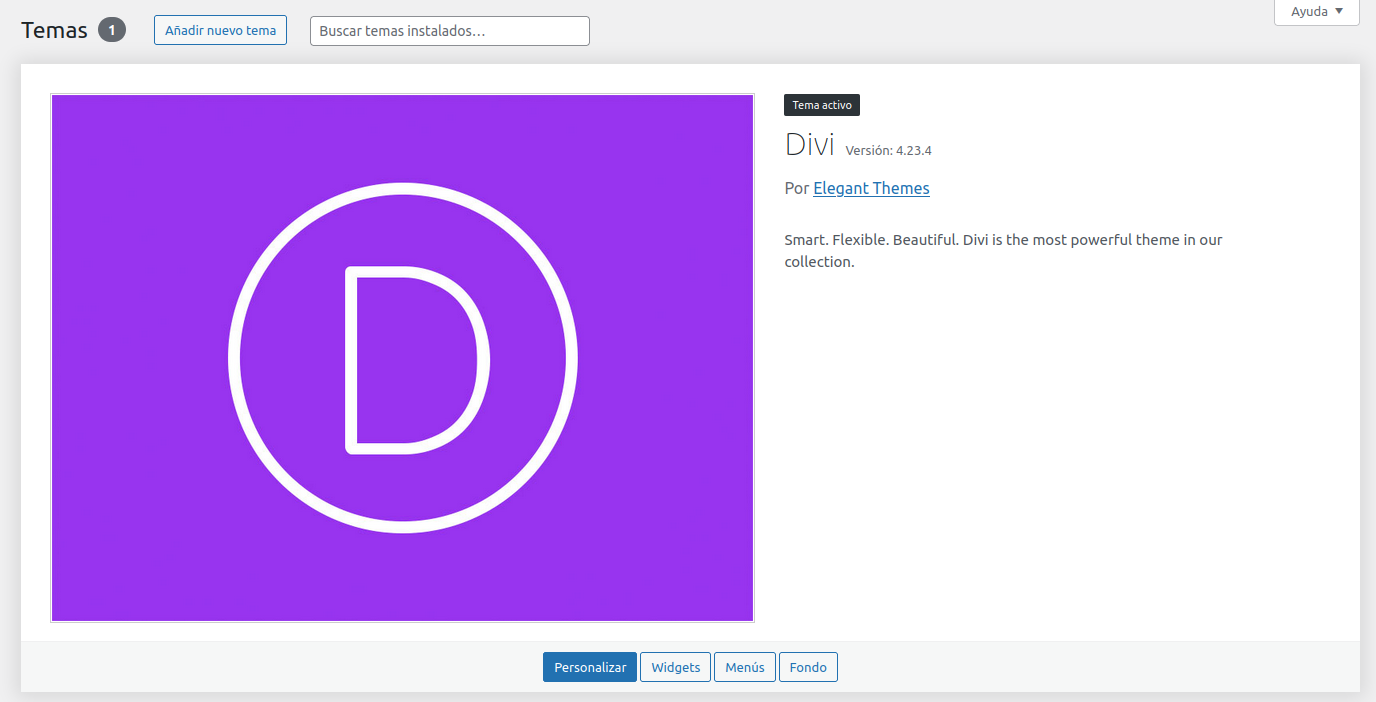 Temas 1 Añadir nuevo tema Buscar temas instalados… Ayuda
D
Tema activo
Divi Versión: 4.23.4
Por Elegant Themes
Smart. Flexible. Beautiful. Divi is the most powerful theme in our
collection.
Personalizar Widgets Menús Fondo